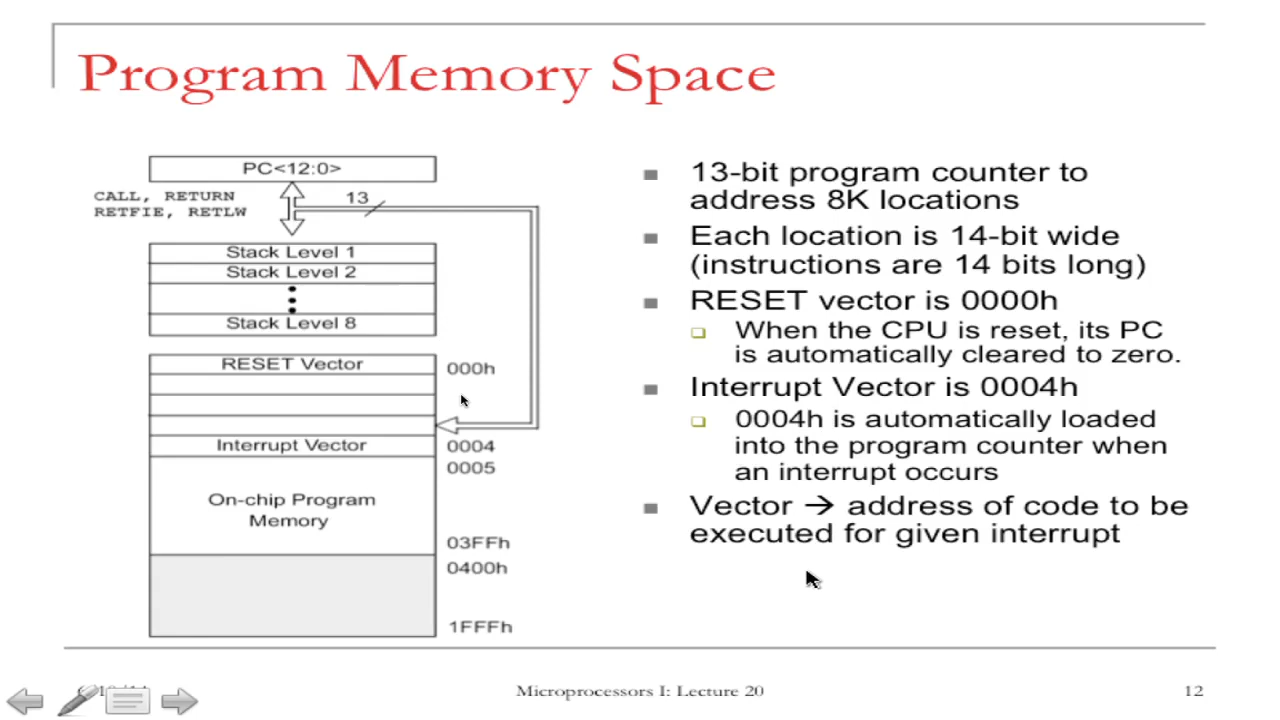 Program Memory Space
PC<12:0>
CALL, RETURN
RETFIE, RETLW
13
Stack Level 1
Stack Level 2
Stack Level 8
RESET Vector
000h
Interrupt Vector
0004
0005
On-chip Program
Memory
03FFh
0400h
1FFFh
13-bit program counter to
address 8K locations
Each location is 14-bit wide
(instructions are 14 bits long)
RESET vector is 0000h
When the CPU is reset, its PC
is automatically cleared to zero.
Interrupt Vector is 0004h
0004h is automatically loaded
into the program counter when
an interrupt occurs
Vector → address of code to be
executed for given interrupt
Microprocessors I: Lecture 20
12